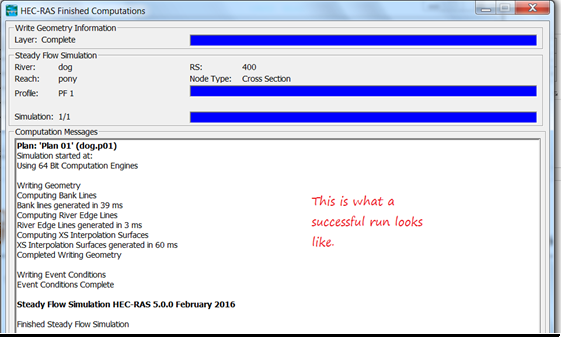 HEC-RAS Finished Computations
Write Geometry Information
Layer: Complete
Steady Flow Simulation
River: dog RS: 400
Reach: pony Node Type: Cross Section
Profile: PF 1
Simulation: 1/1
Computation Messages
Plan: 'Plan 01' (dog.p01)
Simulation started at:
Using 64 Bit Computation Engines
Writing Geometry
Computing Bank Lines
Bank lines generated in 39 ms
Computing River Edge Lines
River Edge Lines generated in 3 ms
Computing XS Interpolation Surfaces
XS Interpolation Surfaces generated in 60 ms
Completed Writing Geometry
Writing Event Conditions
Event Conditions Complete
Steady Flow Simulation HEC-RAS 5.0.0 February 2016
Finished Steady Flow Simulation
This is what a
successful run looks
like.